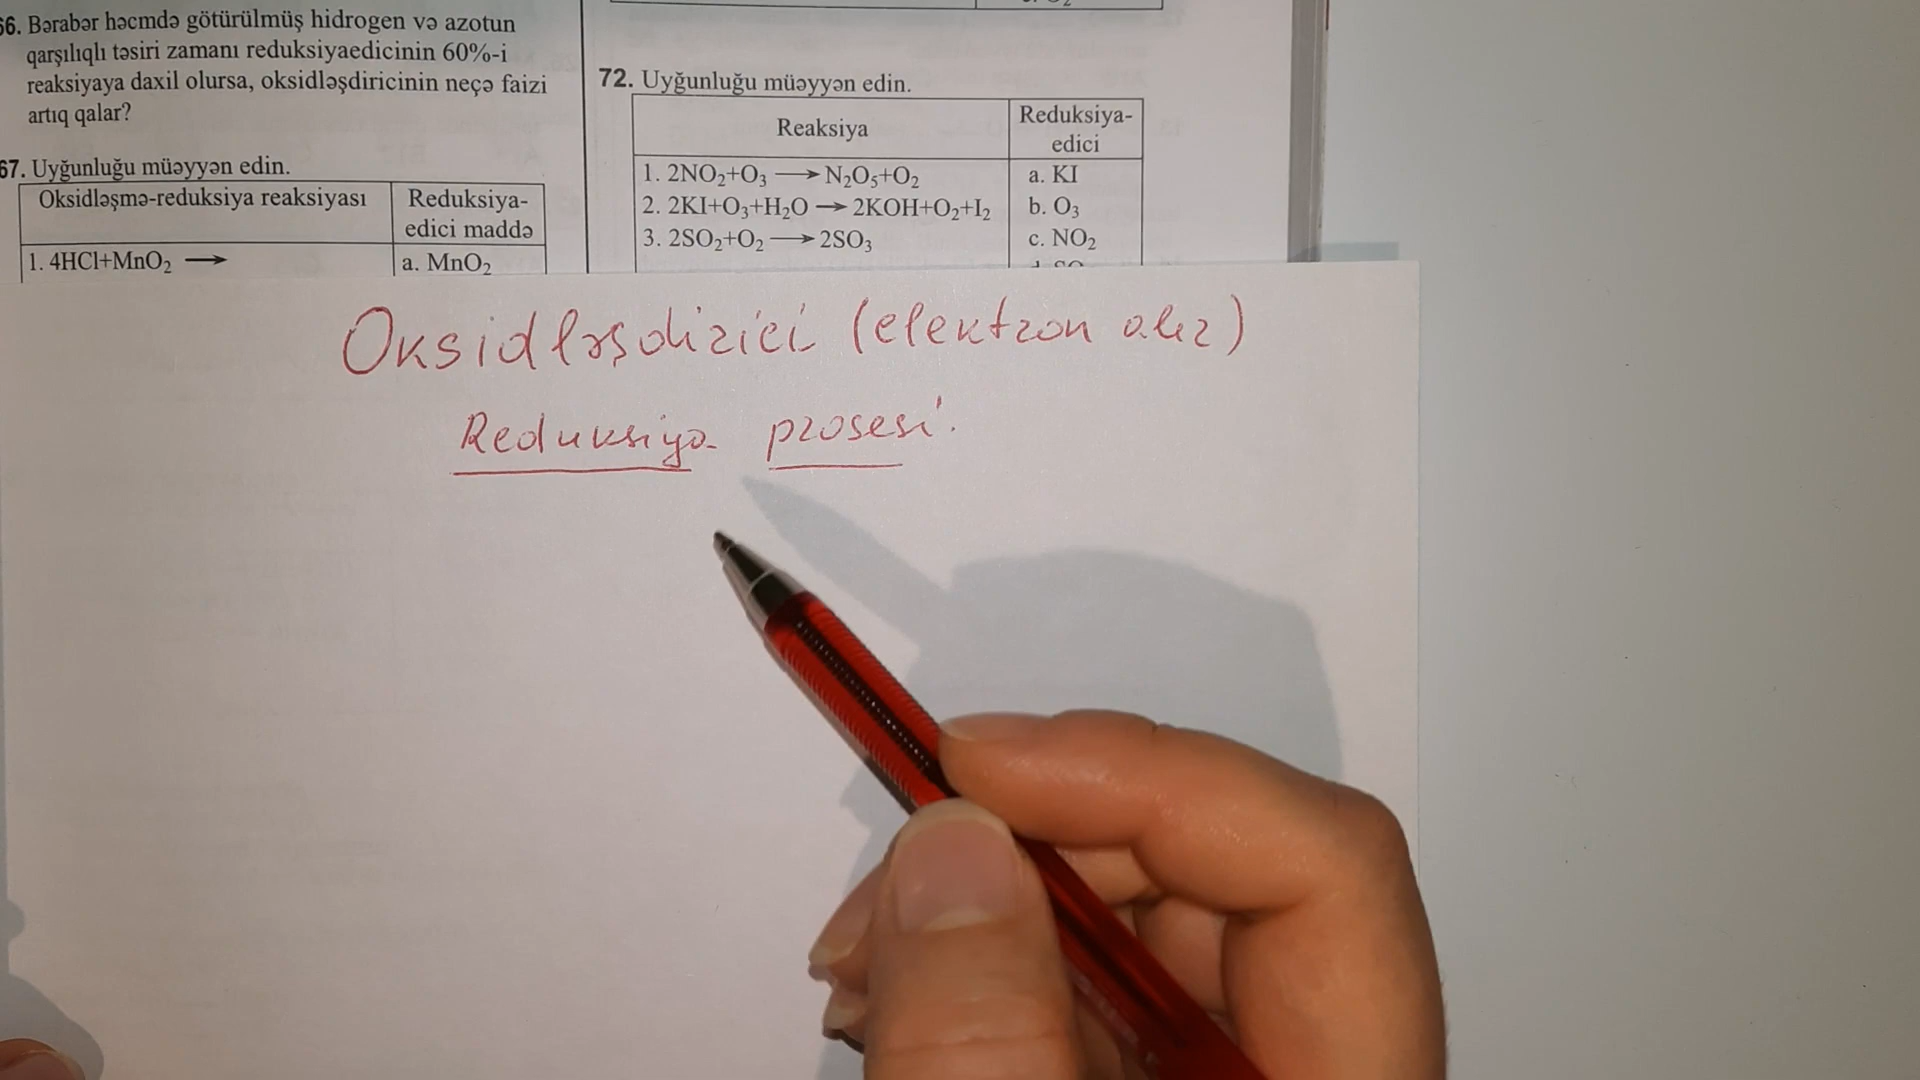 66. Bərabər həcmdə götürülmüş hidrogen və azotun
qarşılıqlı təsiri zamanı reduksiyaedicinin 60%-i
reaksiyaya daxil olursa, oksidləşdiricinin neçə faizi
artıq qalar?
67. Uyğunluğu müəyyən edin.
Oksidləşmə-reduksiya reaksiyası
Reduksiya-
edici maddə
1. 4HCl+MnO₂ ⟶
a. MnO₂
72. Uyğunluğu müəyyən edin.
Reaksiya
Reduksiya-
edici
1. 2NO₂+O₃ ⟶ N₂O₅+O₂
a. KI
2. 2KI+O₃+H₂O ⟶ 2KOH+O₂+I₂
b. O₃
3. 2SO₂+O₂ ⟶ 2SO₃
c. NO₂
Oksidləşdirici (elektron alır)
Reduksiya prosesi.